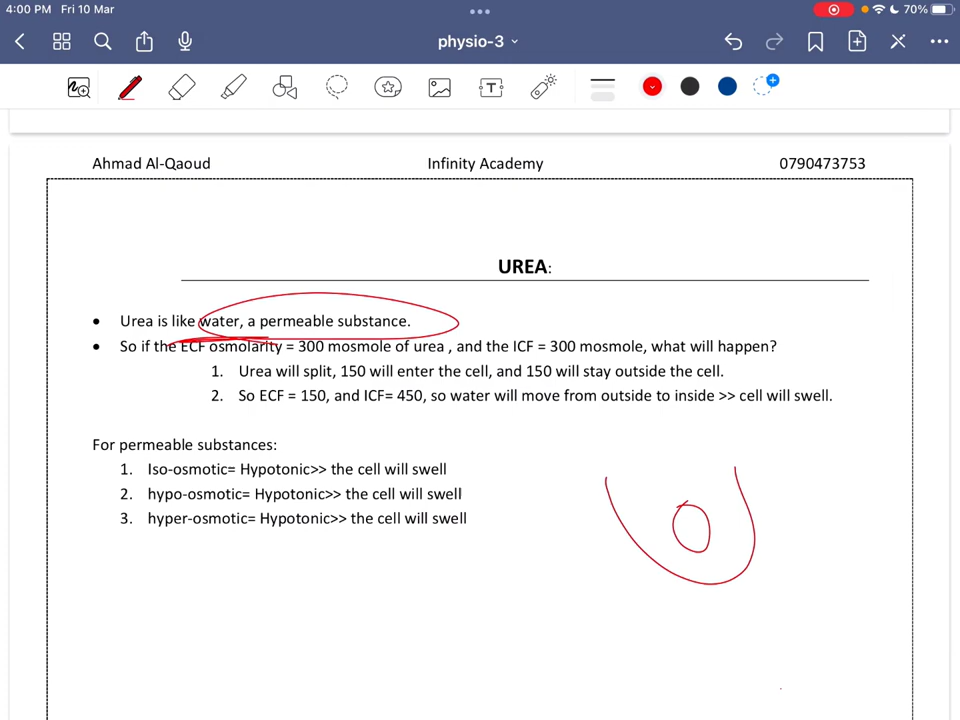 4:00 PM Fri 10 Mar 70%
physio-3
T
Ahmad Al-Qaoud Infinity Academy 0790473753
UREA:
• Urea is like water, a permeable substance.
• So if the ECF osmolarity = 300 mosmole of urea , and the ICF = 300 mosmole, what will happen?
1. Urea will split, 150 will enter the cell, and 150 will stay outside the cell.
2. So ECF = 150, and ICF= 450, so water will move from outside to inside >> cell will swell.
For permeable substances:
1. Iso-osmotic= Hypotonic>> the cell will swell
2. hypo-osmotic= Hypotonic>> the cell will swell
3. hyper-osmotic= Hypotonic>> the cell will swell